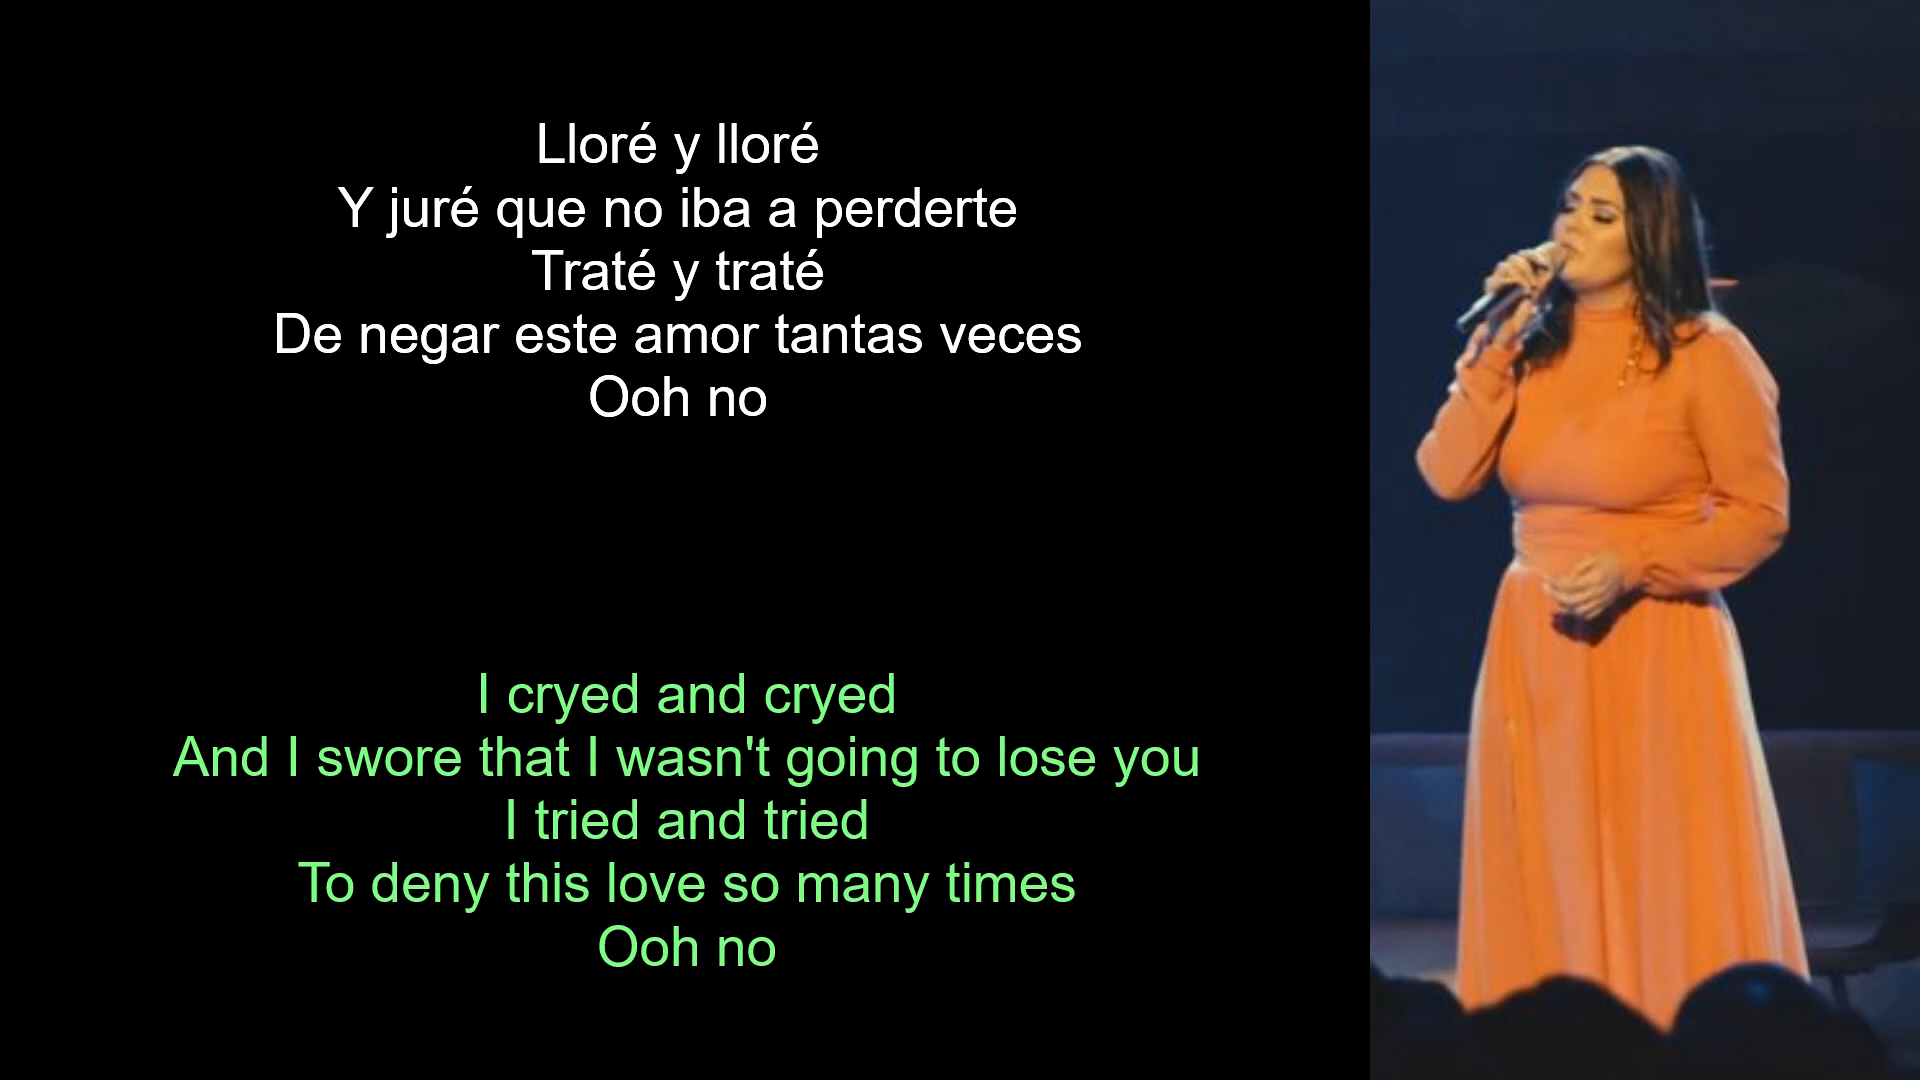 Lloré y lloré
Y juré que no iba a perderte
Traté y traté
De negar este amor tantas veces
Ooh no
I cryed and cryed
And I swore that I wasn't going to lose you
I tried and tried
To deny this love so many times
Ooh no